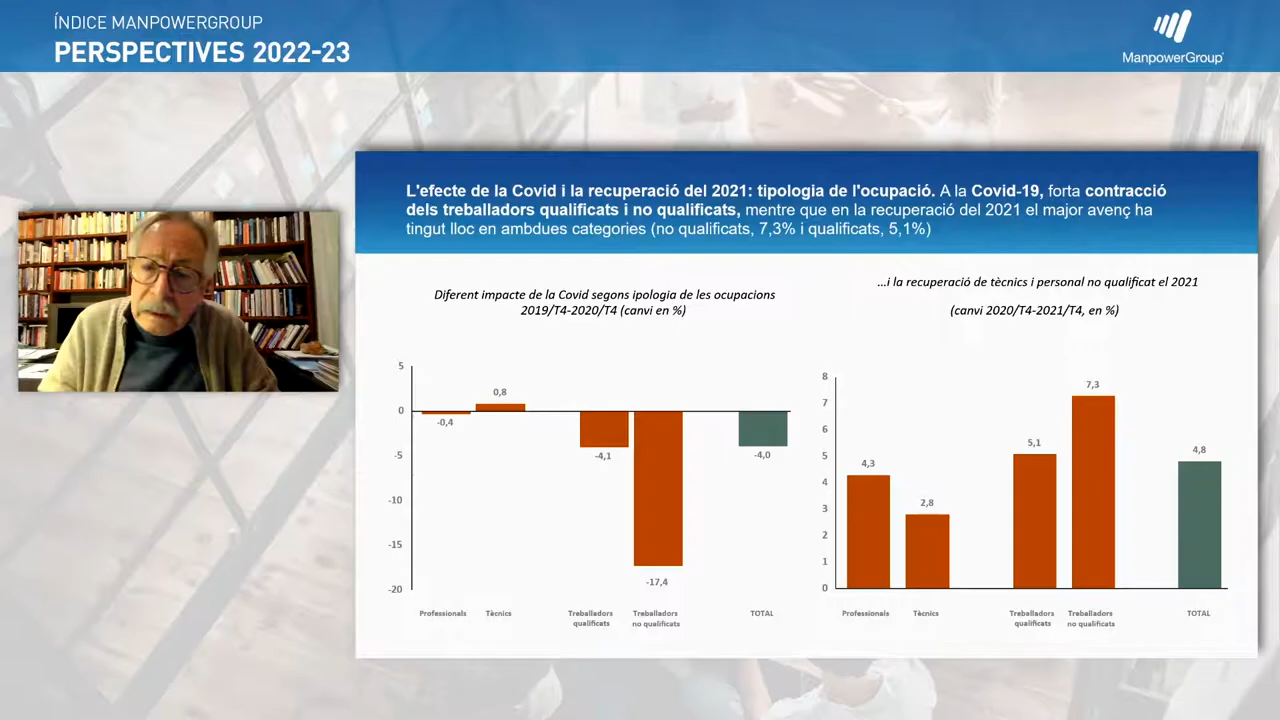 ÍNDICE MANPOWERGROUP
PERSPECTIVES 2022-23
ManpowerGroup
L'efecte de la Covid i la recuperació del 2021: tipologia de l'ocupació. A la Covid-19, forta contracció
dels treballadors qualificats i no qualificats, mentre que en la recuperació del 2021 el major avenç ha
tingut lloc en ambdues categories (no qualificats, 7,3% i qualificats, 5,1%)
Diferent impacte de la Covid segons ipologia de les ocupacions
2019/T4-2020/T4 (canvi en %)
5
0
-5
-10
-15
-20
-0,4
0,8
-4,1
-17,4
-4,0
Professionals
Tècnics
Treballadors
qualificats
Treballadors
no qualificats
TOTAL
...i la recuperació de tècnics i personal no qualificat el 2021
(canvi 2020/T4-2021/T4, en %)
8
7
6
5
4
3
2
1
0
4,3
2,8
5,1
7,3
4,8
Professionals
Tècnics
Treballadors
qualificats
Treballadors
no qualificats
TOTAL